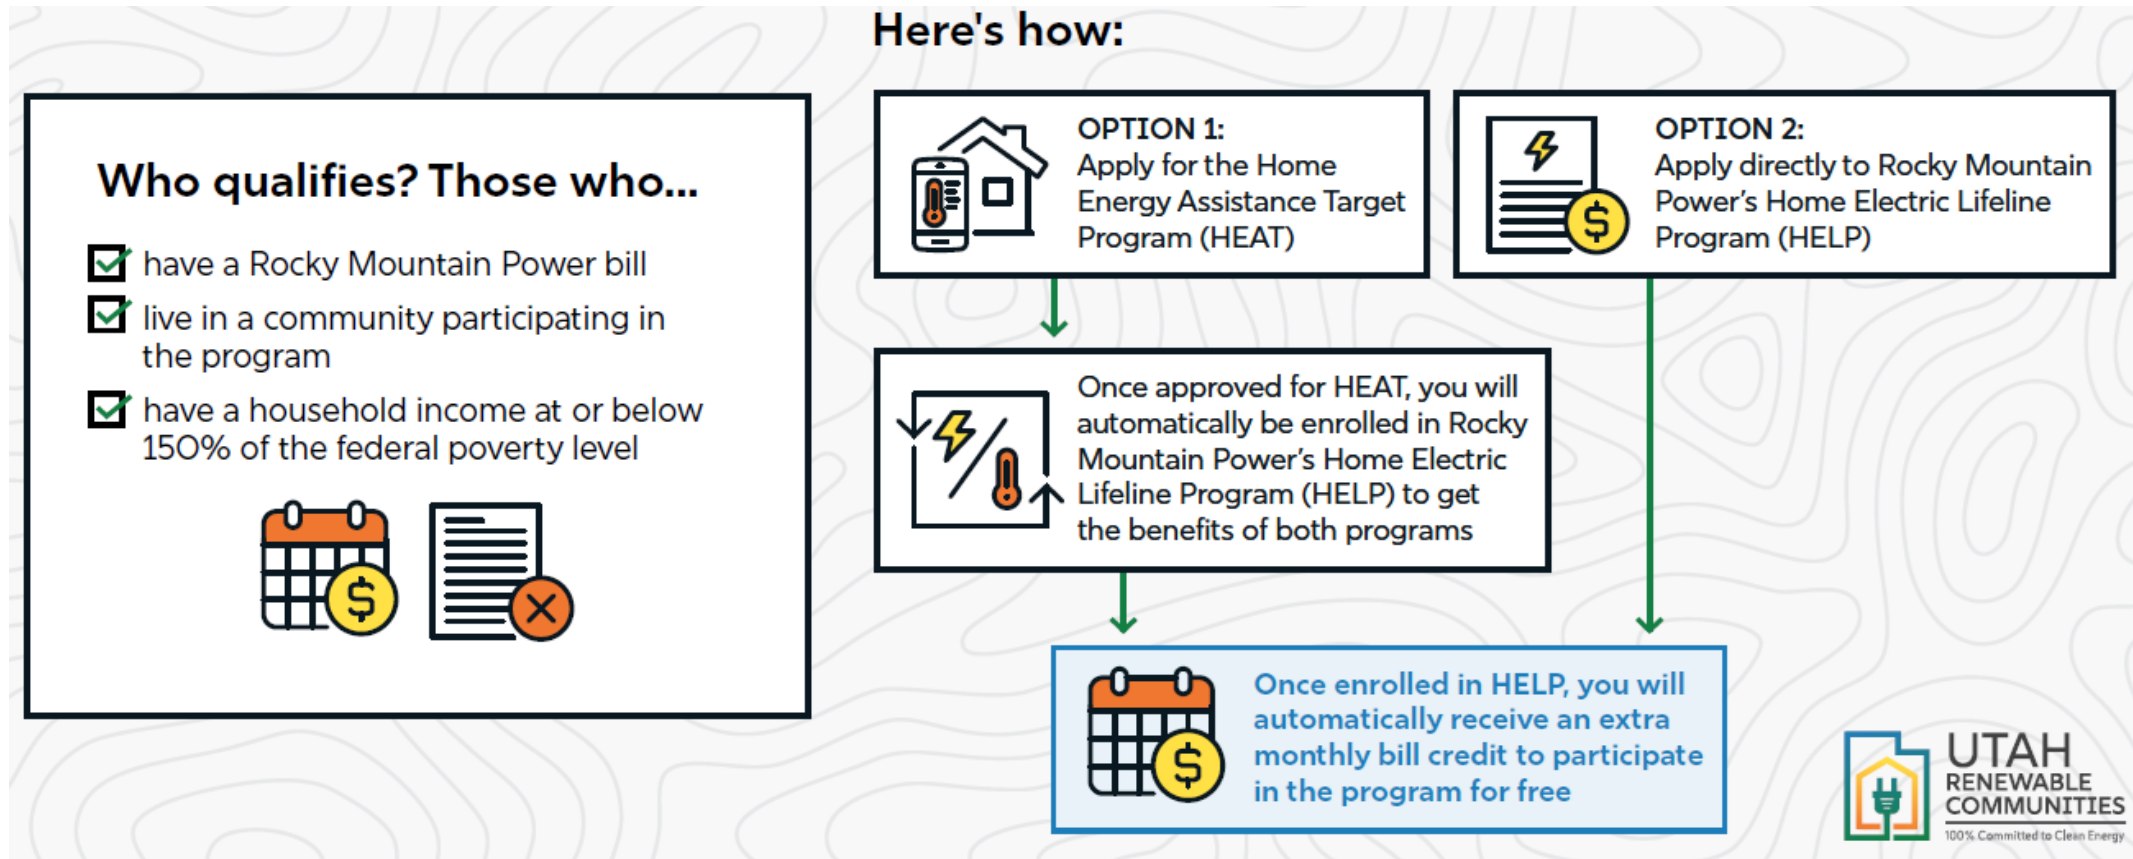 Here's how:
Who qualifies? Those who...
have a Rocky Mountain Power bill
live in a community participating in
the program
have a household income at or below
150% of the federal poverty level
OPTION 1:
Apply for the Home
Energy Assistance Target
Program (HEAT)
OPTION 2:
Apply directly to Rocky Mountain
Power's Home Electric Lifeline
Program (HELP)
Once approved for HEAT, you will
automatically be enrolled in Rocky
Mountain Power's Home Electric
Lifeline Program (HELP) to get
the benefits of both programs
Once enrolled in HELP, you will
automatically receive an extra
monthly bill credit to participate
in the program for free
UTAH
RENEWABLE
COMMUNITIES
100% Committed to Clean Energy